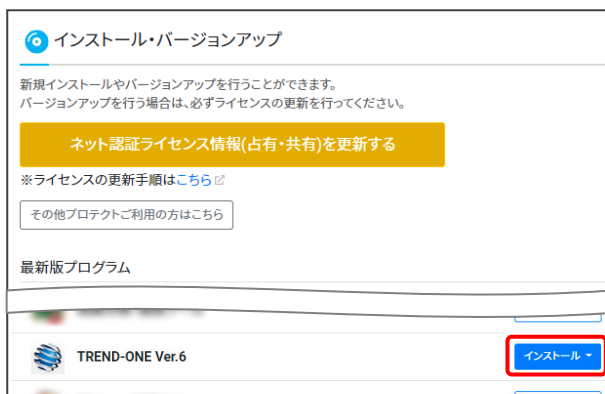 インストール・バージョンアップ
新規インストールやバージョンアップを行うことができます。
バージョンアップを行う場合は、必ずライセンスの更新を行ってください。
ネット認証ライセンス情報(占有・共有)を更新する
※ライセンスの更新手順はこちら
その他プロテクトご利用の方はこちら
最新版プログラム
TREND-ONE Ver.6
インストール